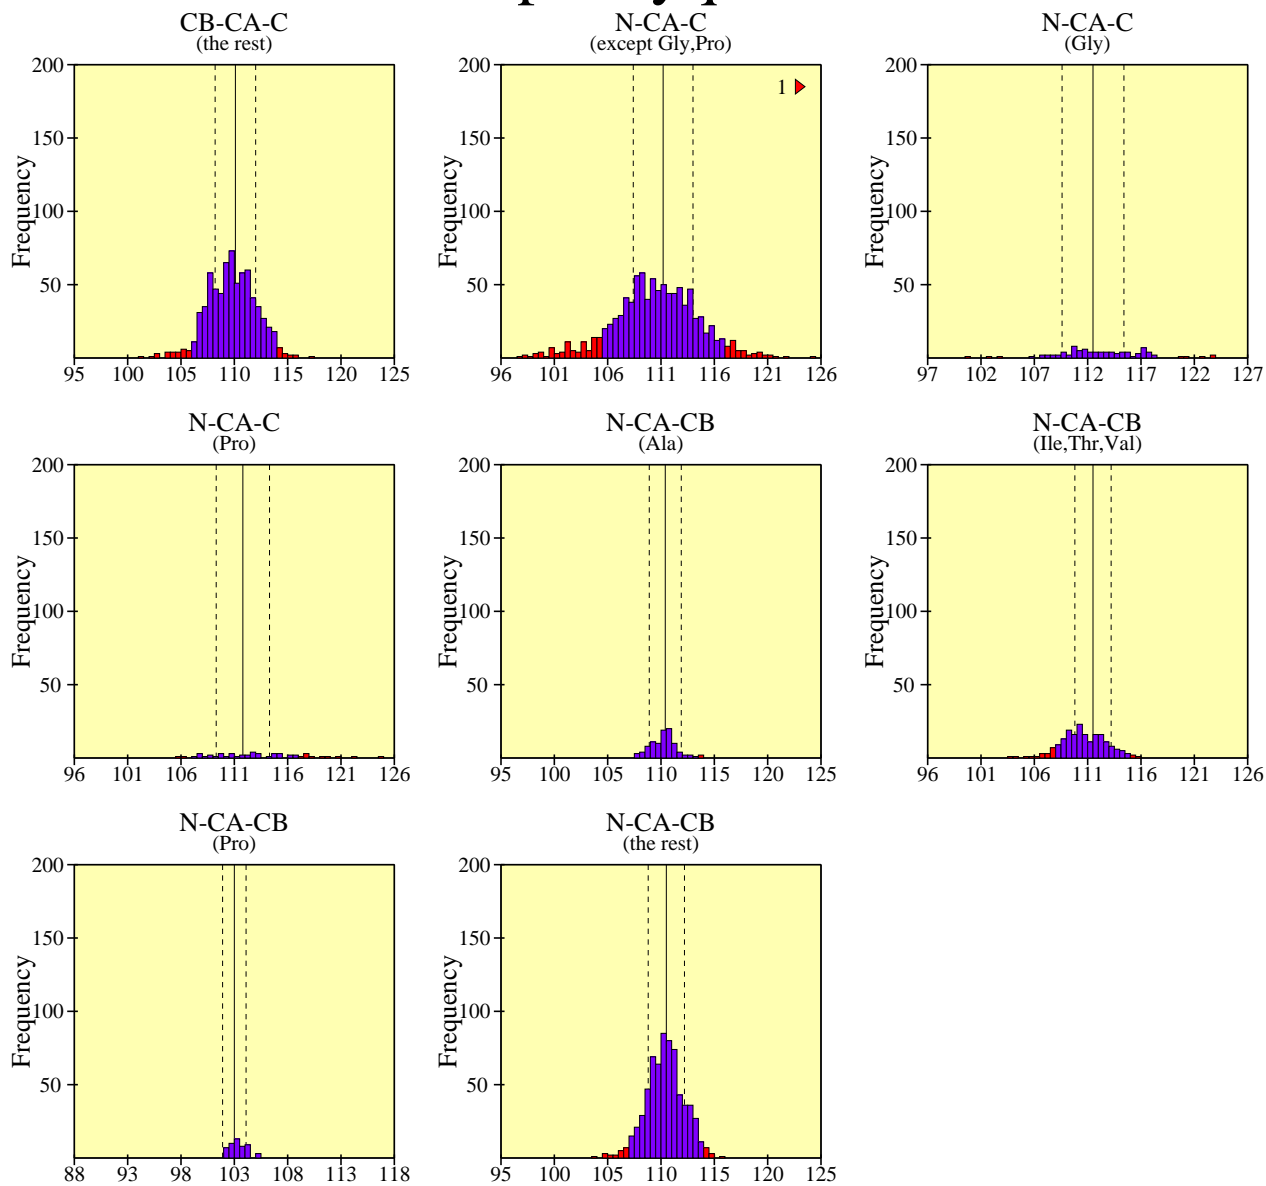 CB-CA-C
(the rest)
200
150
100
50
Frequency
95 100 105 110 115 120 125
N-CA-C
(except Gly,Pro)
200
150
100
50
Frequency
1
96 101 106 111 116 121 126
N-CA-C
(Gly)
200
150
100
50
Frequency
97 102 107 112 117 122 127
N-CA-C
(Pro)
200
150
100
50
Frequency
96 101 106 111 116 121 126
N-CA-CB
(Ala)
200
150
100
50
Frequency
95 100 105 110 115 120 125
N-CA-CB
(Ile,Thr,Val)
200
150
100
50
Frequency
96 101 106 111 116 121 126
N-CA-CB
(Pro)
200
150
100
50
Frequency
88 93 98 103 108 113 118
N-CA-CB
(the rest)
200
150
100
50
Frequency
95 100 105 110 115 120 125